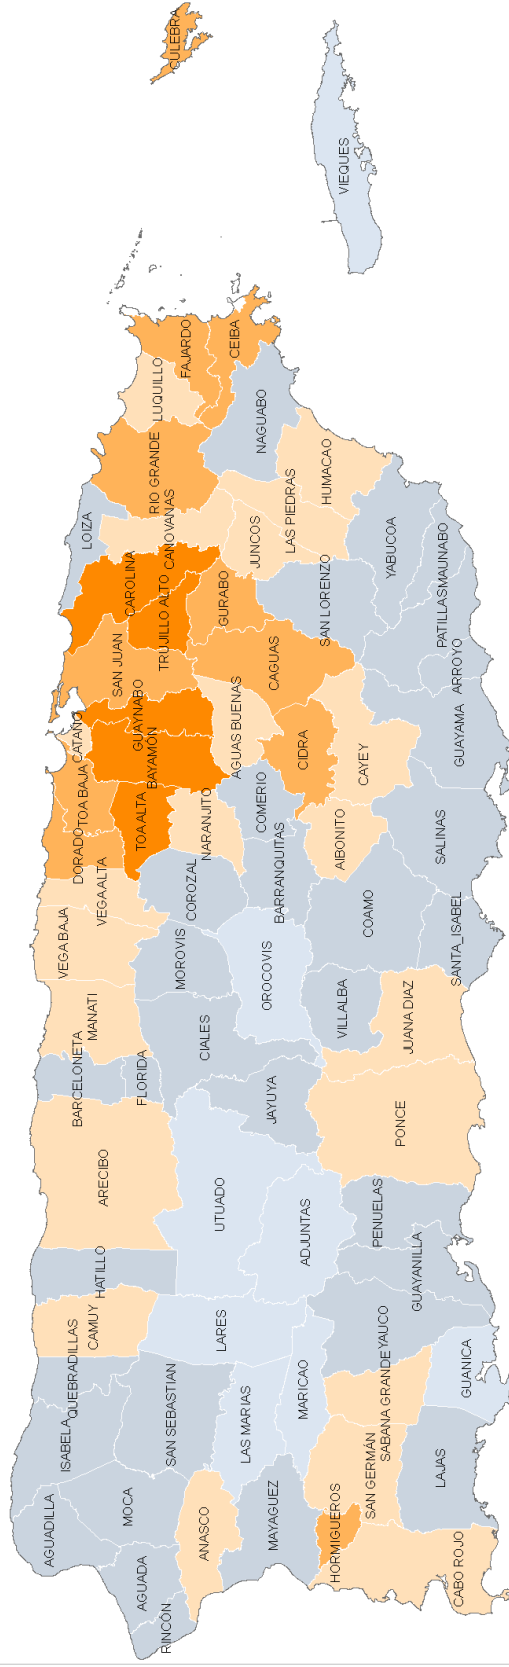 CULEBRA
VIEQUES
FAJARDO
CEIBA
LUQUILLO
NAGUABO
RIO GRANDE
HUMACAO
LAS PIEDRAS
LOIZA
CANOVANAS
JUNCOS
YABUCOA
MAUNABO
CAROLINA
TRUJILLO ALTO
GURABO
SAN LORENZO
PATILLAS
SAN JUAN
CAGUAS
ARROYO
GUAYNABO
AGUAS BUENAS
GUAYAMA
CATAÑO
BAYAMÓN
CIDRA
CAYEY
TOA BAJA
TOA ALTA
NARANJITO
COMERIO
AIBONITO
SALINAS
DORADO
VEGA ALTA
COROZAL
BARRANQUITAS
COAMO
SANTA_ISABEL
VEGA BAJA
MOROVIS
OROCOVIS
VILLALBA
JUANA DIAZ
MANATI
CIALES
BARCELONETA
FLORIDA
JAYUYA
PONCE
ARECIBO
UTUADO
ADJUNTAS
PENUELAS
HATILLO
GUAYANILLA
CAMUY
LARES
YAUCO
QUEBRADILLAS
MARICAO
SABANA GRANDE
GUANICA
ISABELA
SAN SEBASTIAN
LAS MARIAS
SAN GERMÁN
LAJAS
AGUADILLA
MOCA
ANASCO
MAYAGUEZ
HORMIGUEROS
CABO ROJO
AGUADA
RINCÓN